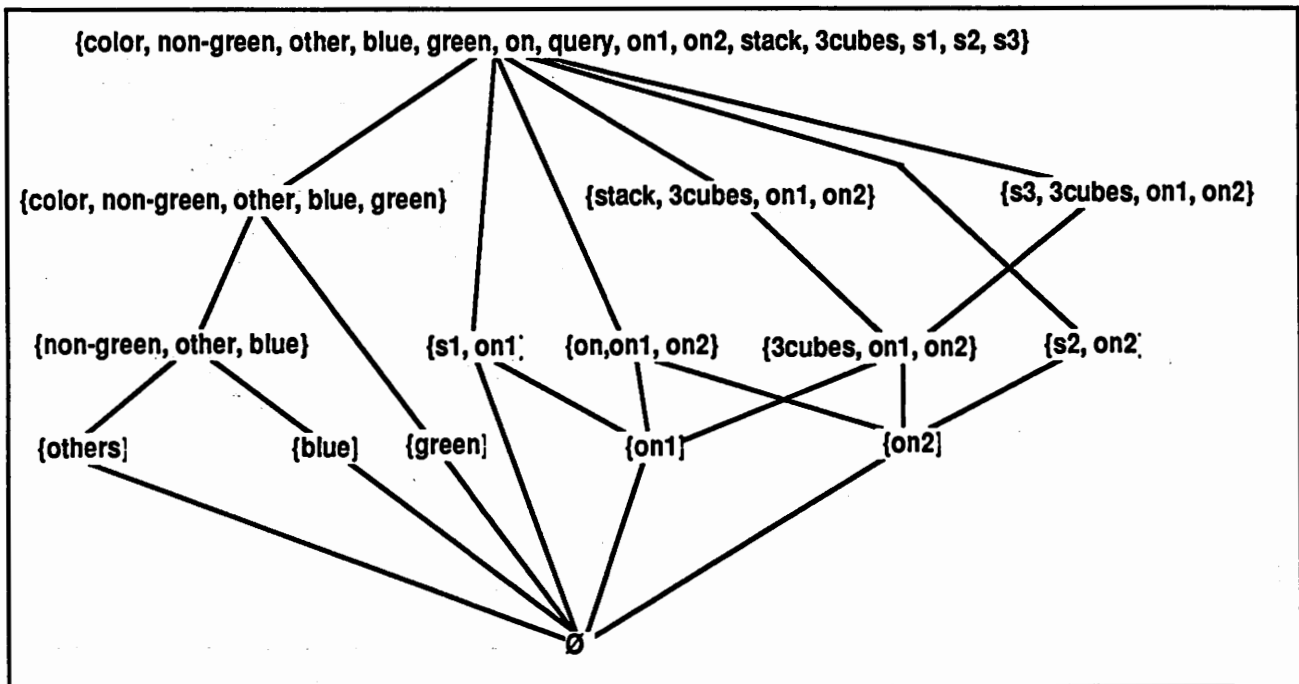 {color, non-green, other, blue, green, on, query, on1, on2, stack, 3cubes, s1, s2, s3}
{color, non-green, other, blue, green} {stack, 3cubes, on1, on2} {s3, 3cubes, on1, on2}
{non-green, other, blue} {s1, on1} {on,on1, on2} {3cubes, on1, on2} {s2, on2}
{others} {blue} {green} {on1} {on2}
Ø